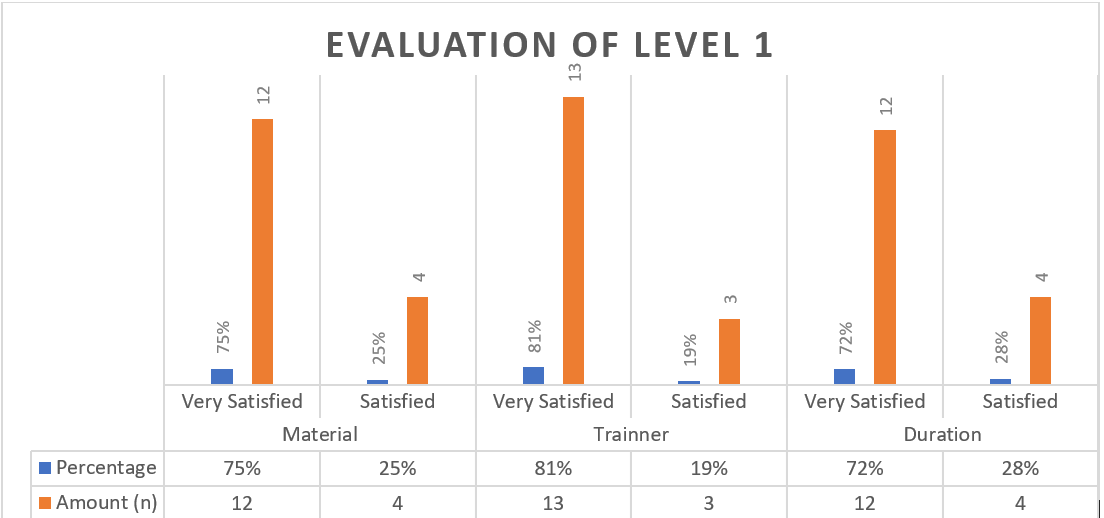 EVALUATION OF LEVEL 1
12
13
12
4
4
3
75%
25%
81%
19%
72%
28%
Very Satisfied Satisfied Very Satisfied Satisfied Very Satisfied Satisfied
Material Trainner Duration
Percentage 75% 25% 81% 19% 72% 28%
Amount (n) 12 4 13 3 12 4